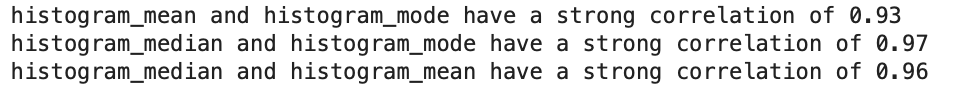 histogram_mean and histogram_mode have a strong correlation of 0.93
histogram_median and histogram_mode have a strong correlation of 0.97
histogram_median and histogram_mean have a strong correlation of 0.96